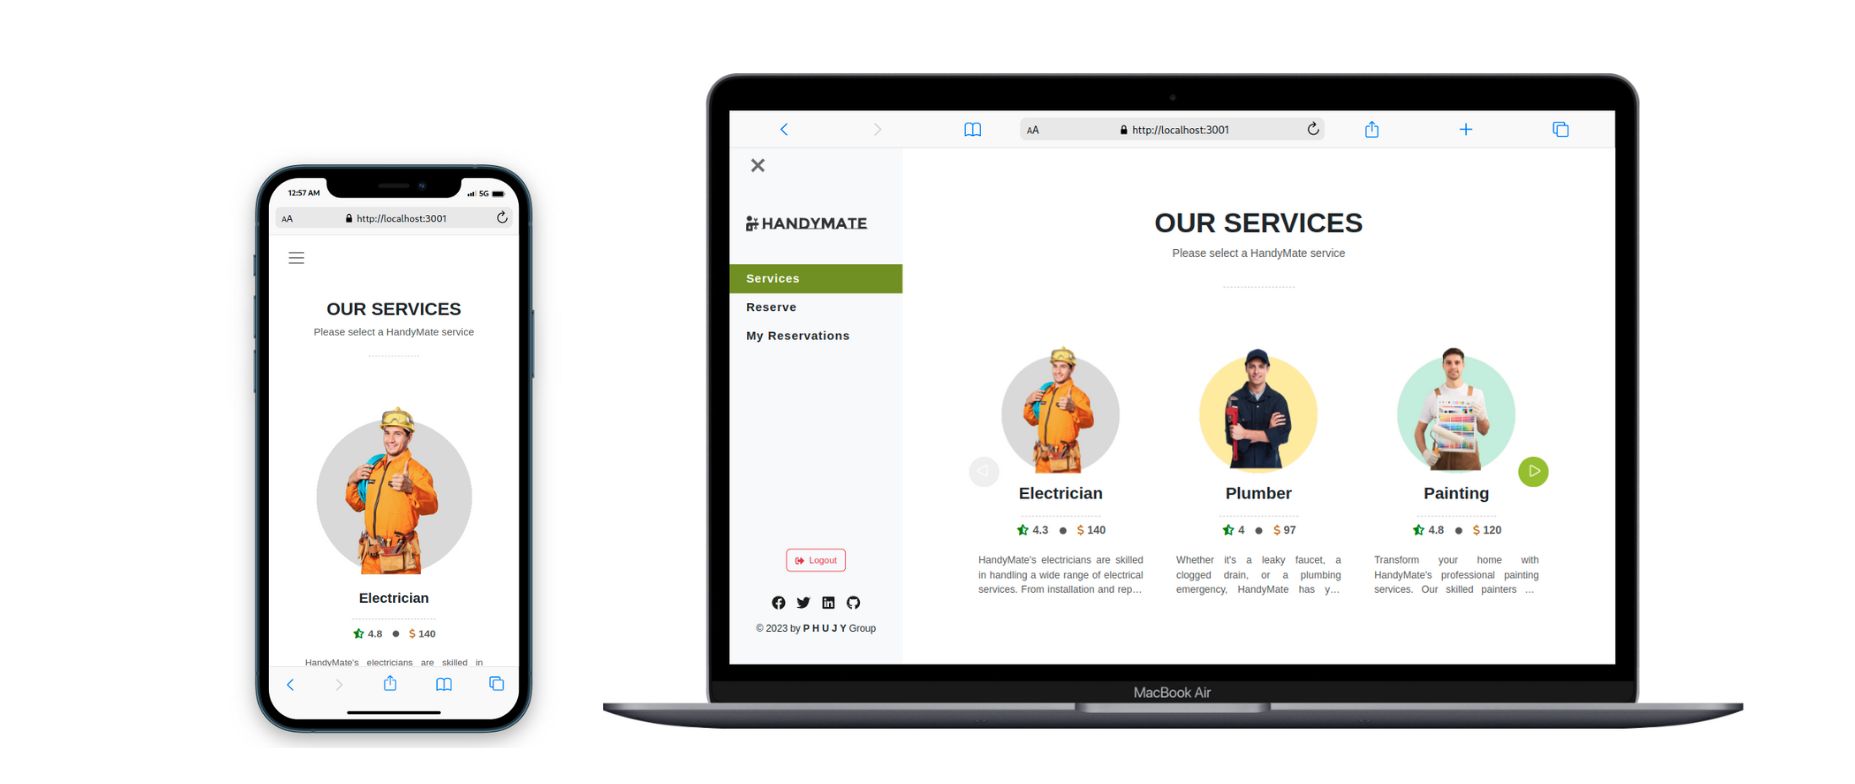 12:57 AM
5G
AA
http://localhost:3001
OUR SERVICES
Please select a HandyMate service
Electrician
4.8 ● $ 140
HandyMate's electricians are skilled in
AA
http://localhost:3001
HANDYMATE
Services
Reserve
My Reservations
Logout
© 2023 by P H U J Y Group
OUR SERVICES
Please select a HandyMate service
Electrician
4.3 ● $ 140
HandyMate's electricians are skilled
in handling a wide range of electrical
services. From installation and rep...
Plumber
4 ● $ 97
Whether it's a leaky faucet, a
clogged drain, or a plumbing
emergency, HandyMate has y...
Painting
4.8 ● $ 120
Transform your home with
HandyMate's professional painting
services. Our skilled painters ...
MacBook Air